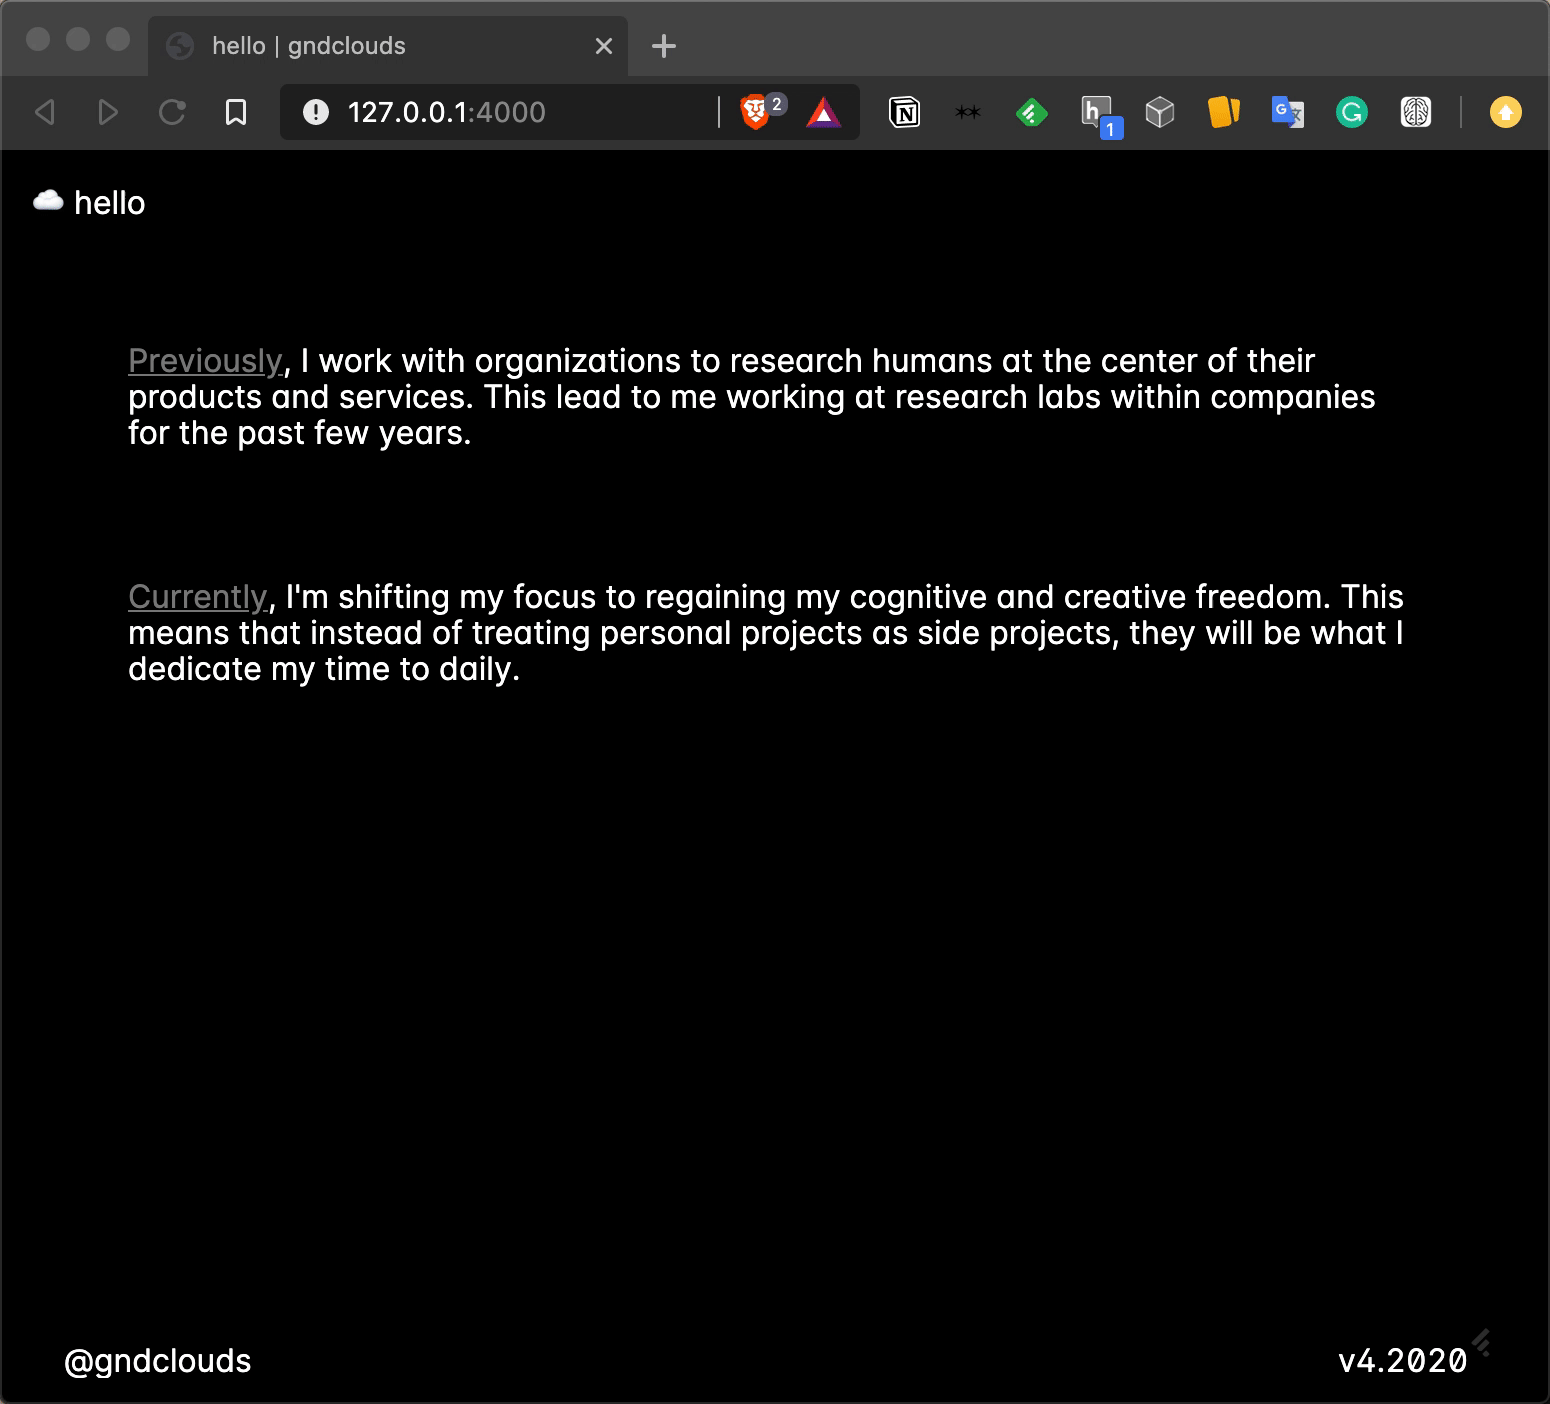 hello | gndclouds
127.0.0.1:4000
2
N
h
1
G
G
☁️ hello
Previously, I work with organizations to research humans at the center of their
products and services. This lead to me working at research labs within companies
for the past few years.
Currently, I'm shifting my focus to regaining my cognitive and creative freedom. This
means that instead of treating personal projects as side projects, they will be what I
dedicate my time to daily.
@gndclouds
v4.2020